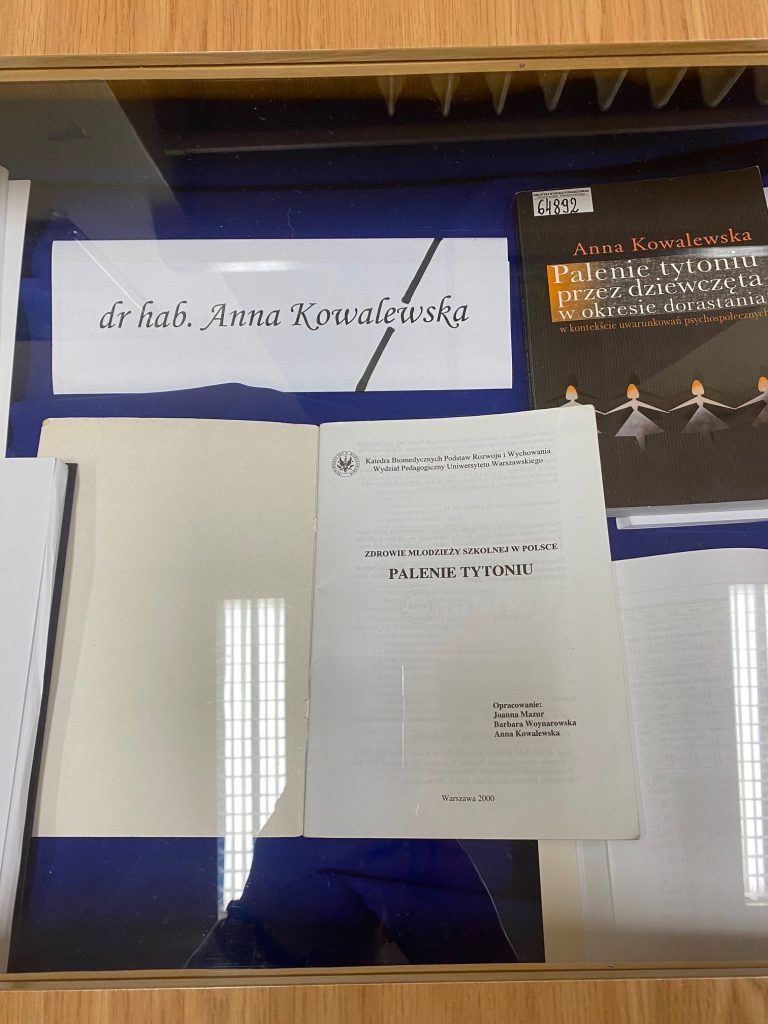 dr hab. Anna Kowalewska
64892
Anna Kowalewska
Palenie tytoniu
przez dziewczęta
w okresie dorastania
w kontekście uwarunkowań psychospołecznych
Katedra Biomedycznych Podstaw Rozwoju i Wychowania
Wydział Pedagogiczny Uniwersytetu Warszawskiego
ZDROWIE MŁODZIEŻY SZKOLNEJ W POLSCE
PALENIE TYTONIU
Opracowanie:
Joanna Mazur
Barbara Woynarowska
Anna Kowalewska
Warszawa 2000